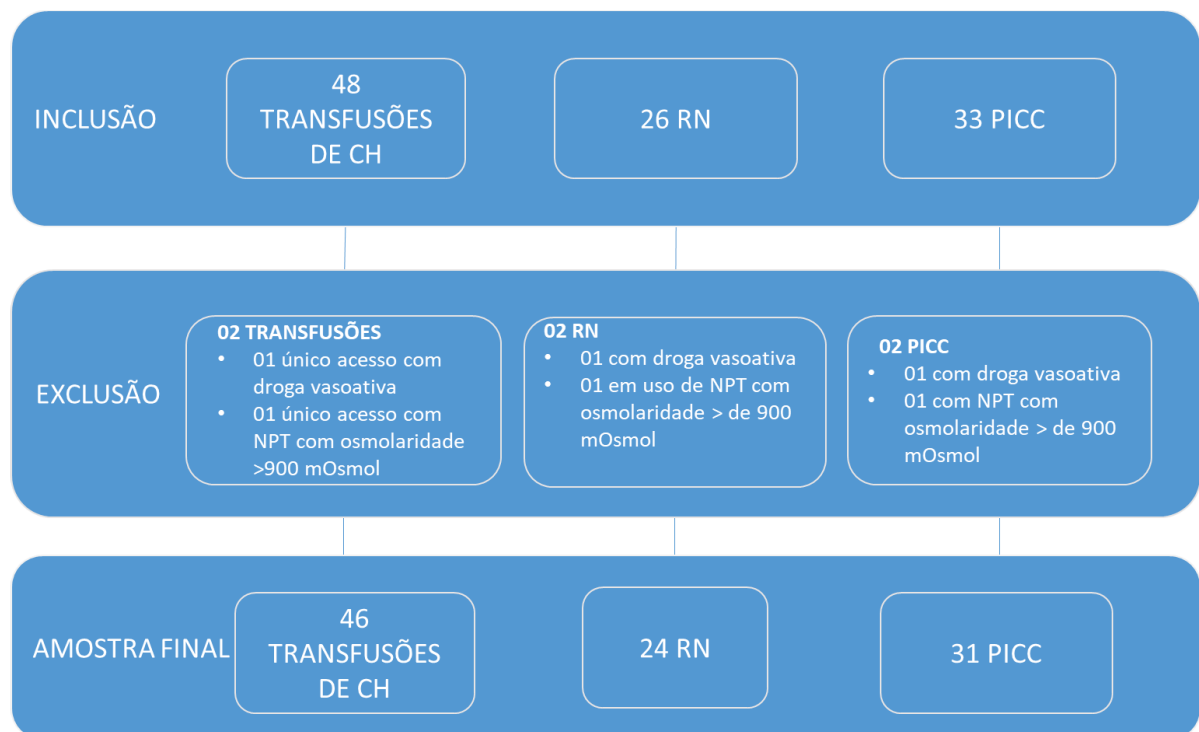 INCLUSÃO
48
TRANSFUSÕES
DE CH
26 RN
33 PICC
EXCLUSÃO
02 TRANSFUSÕES
• 01 único acesso com
droga vasoativa
• 01 único acesso com
NPT com osmolaridade
>900 mOsmol
02 RN
• 01 com droga vasoativa
• 01 em uso de NPT com
osmolaridade > de 900
mOsmol
02 PICC
• 01 com droga vasoativa
• 01 com NPT com
osmolaridade > de 900
mOsmol
AMOSTRA FINAL
46
TRANSFUSÕES
DE CH
24 RN
31 PICC